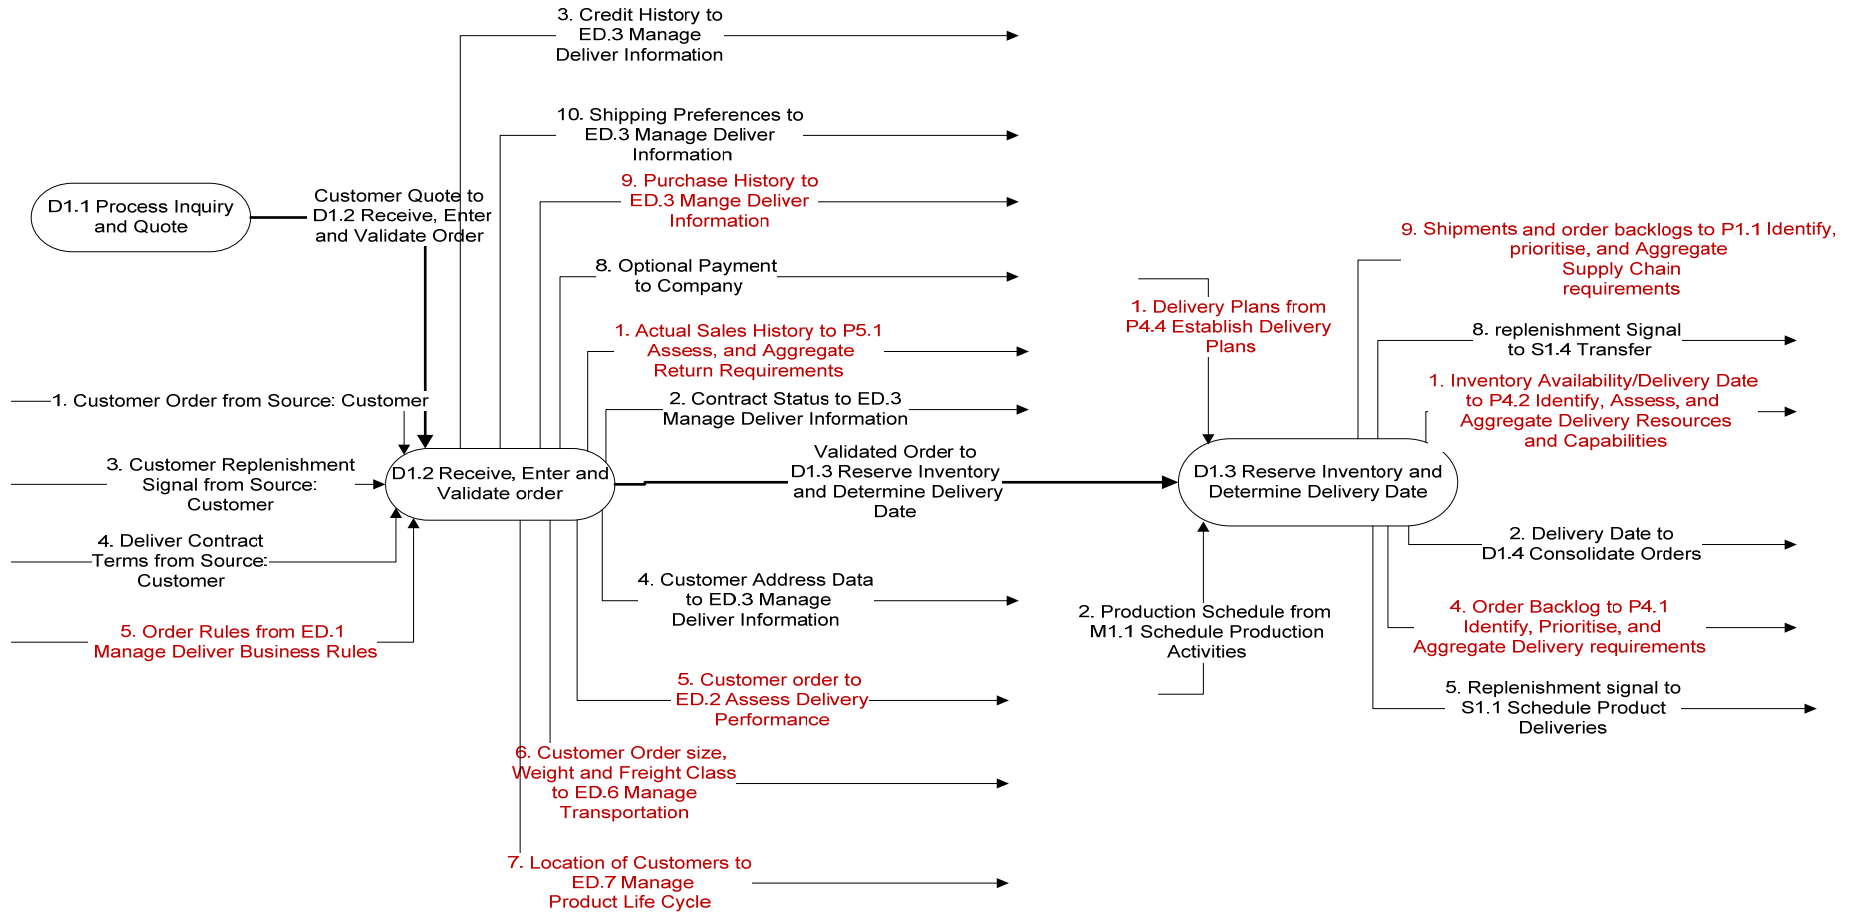 3. Credit History to
ED.3 Manage
Deliver Information
10. Shipping Preferences to
ED.3 Manage Deliver
Information
9. Purchase History to
ED.3 Mange Deliver
Information
D1.1 Process Inquiry
and Quote
Customer Quote to
D1.2 Receive, Enter
and Validate Order
8. Optional Payment
to Company
1. Actual Sales History to P5.1
Assess, and Aggregate
Return Requirements
2. Contract Status to ED.3
Manage Deliver Information
1. Customer Order from Source: Customer
3. Customer Replenishment
Signal from Source:
Customer
4. Deliver Contract
Terms from Source:
Customer
5. Order Rules from ED.1
Manage Deliver Business Rules
D1.2 Receive, Enter and
Validate order
Validated Order to
D1.3 Reserve Inventory
and Determine Delivery
Date
4. Customer Address Data
to ED.3 Manage
Deliver Information
5. Customer order to
ED.2 Assess Delivery
Performance
6. Customer Order size,
Weight and Freight Class
to ED.6 Manage
Transportation
7. Location of Customers to
ED.7 Manage
Product Life Cycle
1. Delivery Plans from
P4.4 Establish Delivery
Plans
D1.3 Reserve Inventory and
Determine Delivery Date
2. Production Schedule from
M1.1 Schedule Production
Activities
9. Shipments and order backlogs to P1.1 Identify,
prioritise, and Aggregate
Supply Chain
requirements
8. replenishment Signal
to S1.4 Transfer
1. Inventory Availability/Delivery Date
to P4.2 Identify, Assess, and
Aggregate Delivery Resources
and Capabilities
2. Delivery Date to
D1.4 Consolidate Orders
4. Order Backlog to P4.1
Identify, Prioritise, and
Aggregate Delivery requirements
5. Replenishment signal to
S1.1 Schedule Product
Deliveries